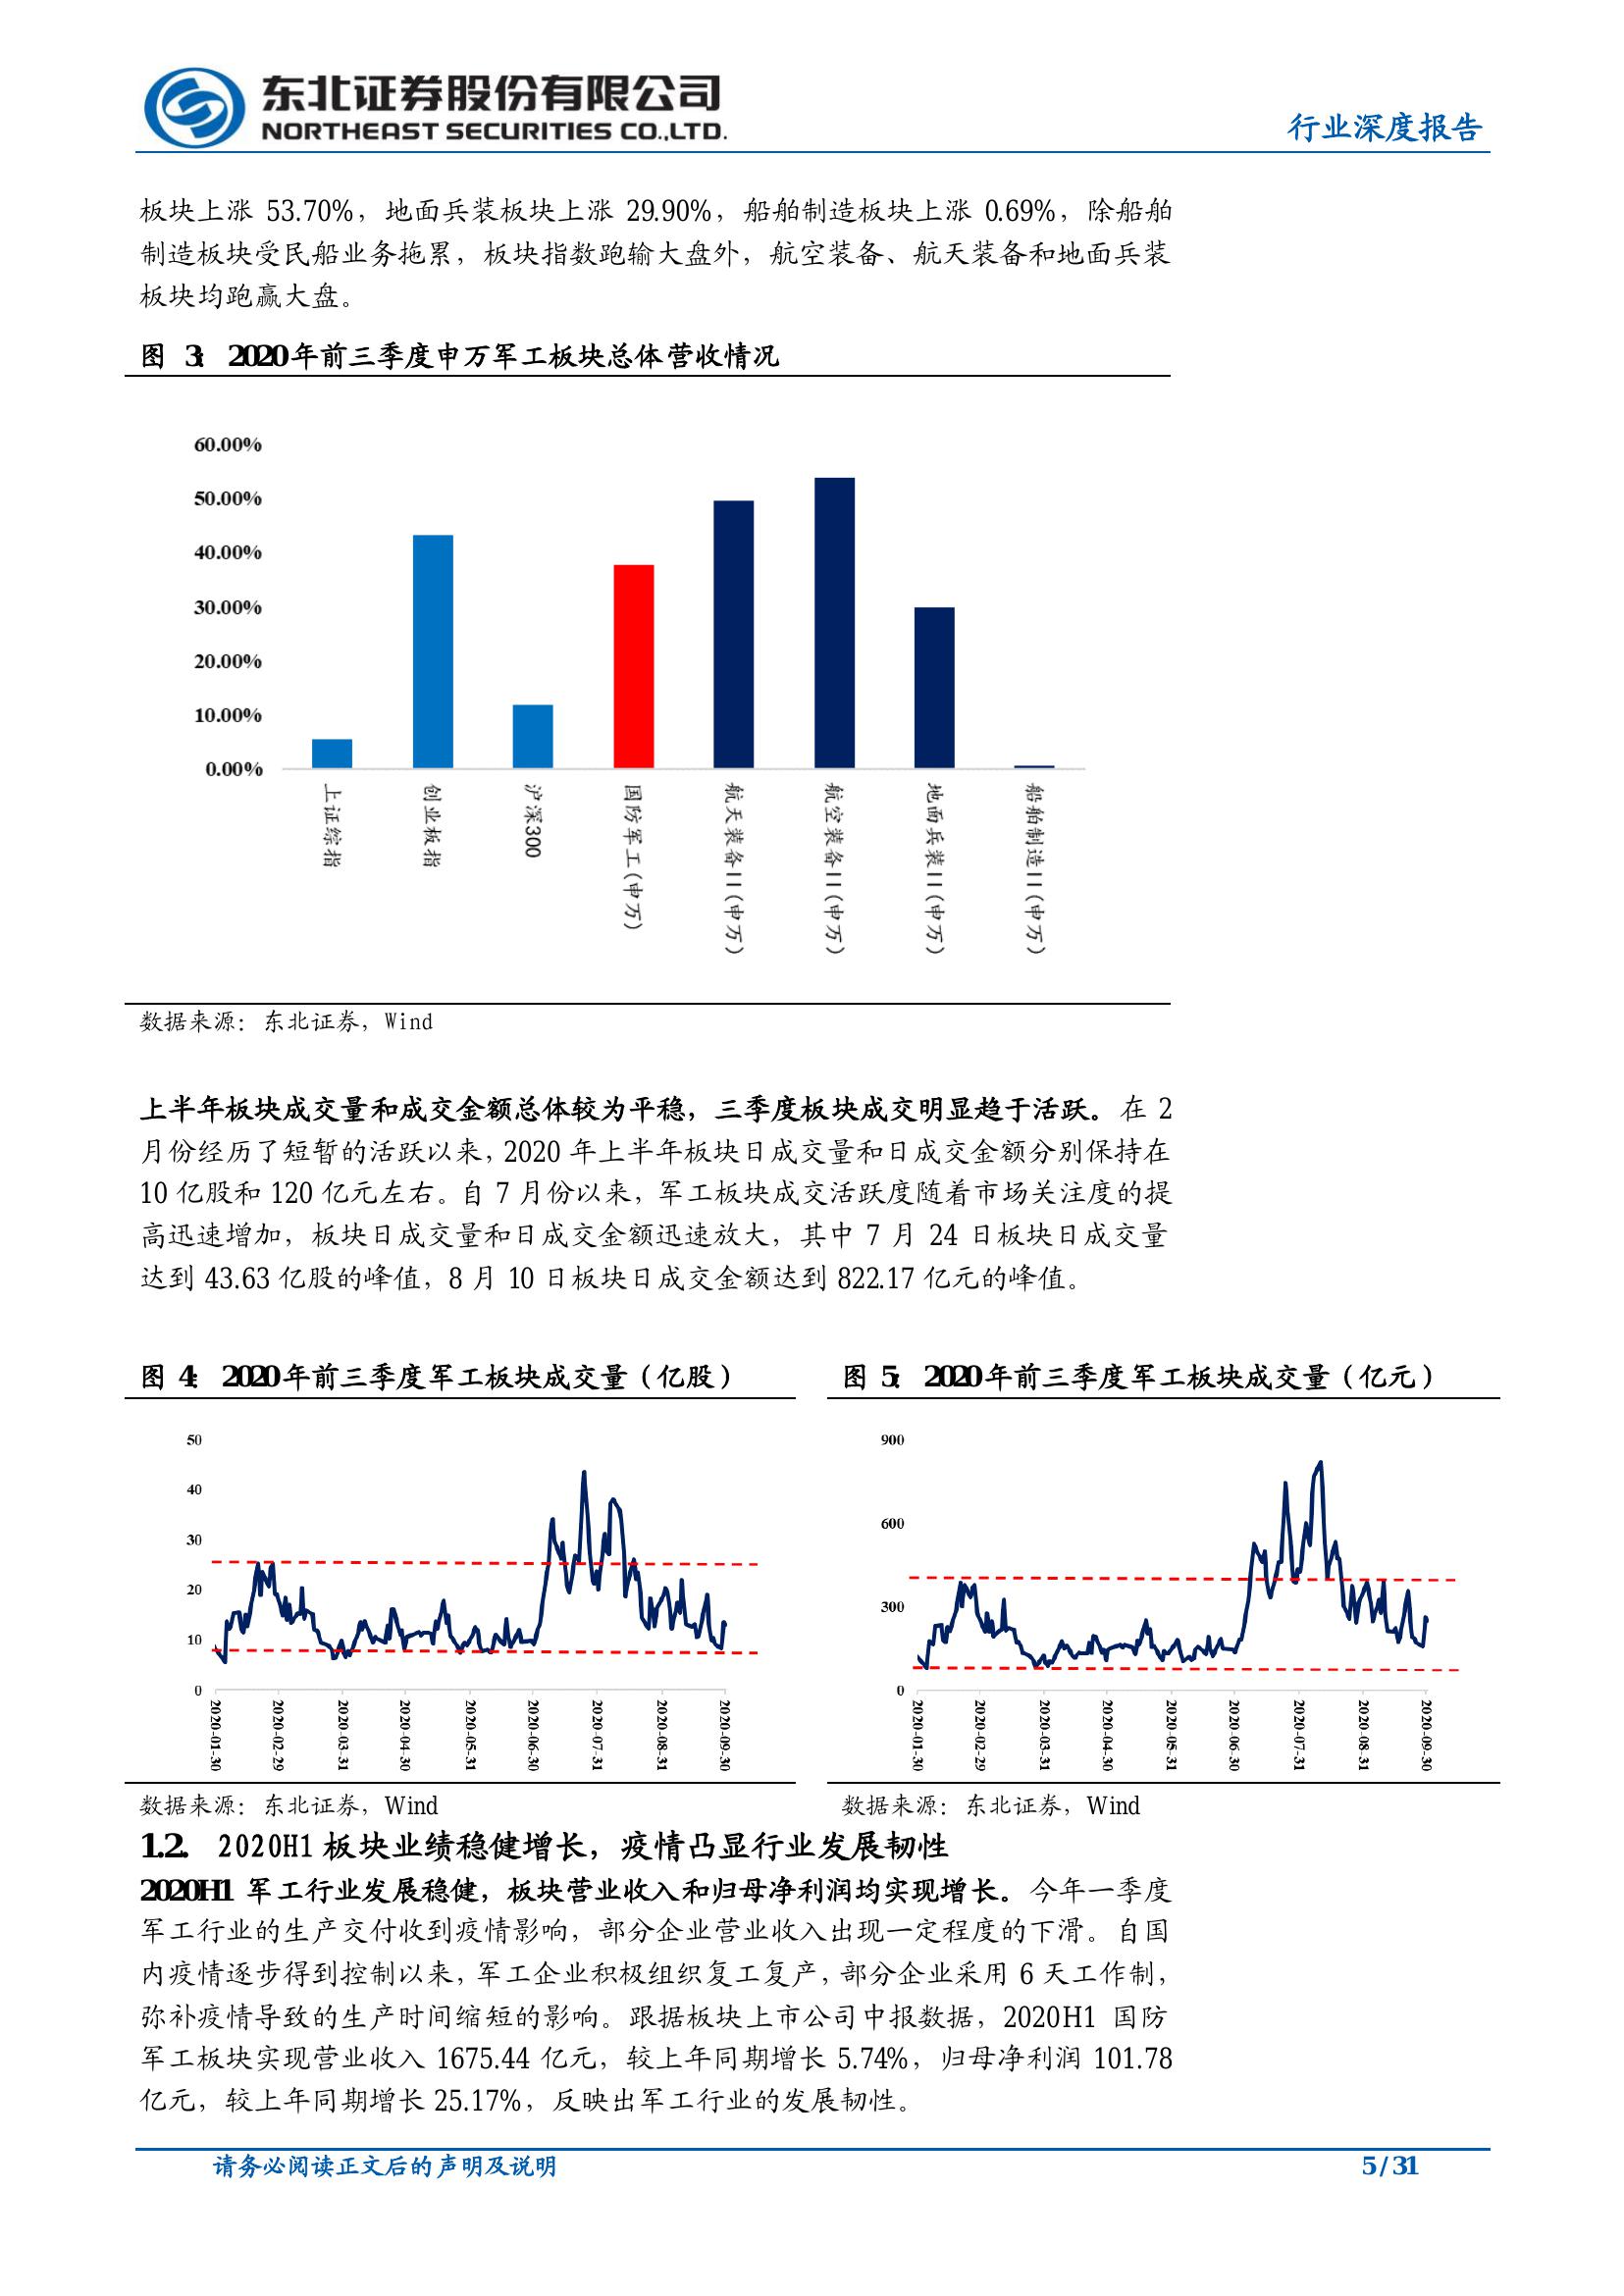 东北证券股份有限公司
NORTHEAST SECURITIES CO.,LTD.
行业深度报告
板块上涨 53.70%，地面兵装板块上涨 29.90%，船舶制造板块上涨 0.69%，除船舶
制造板块受民船业务拖累，板块指数跑输大盘外，航空装备、航天装备和地面兵装
板块均跑赢大盘。
图 3： 2020年前三季度申万军工板块总体营收情况
60.00%
50.00%
40.00%
30.00%
20.00%
10.00%
0.00%
上证综指
创业板指
沪深300
国防军工(申万)
航天装备II(申万)
航空装备II(申万)
地面兵装II(申万)
船舶制造II(申万)
数据来源：东北证券，Wind
上半年板块成交量和成交金额总体较为平稳，三季度板块成交明显趋于活跃。在 2
月份经历了短暂的活跃以来，2020 年上半年板块日成交量和日成交金额分别保持在
10 亿股和 120 亿元左右。自 7 月份以来，军工板块成交活跃度随着市场关注度的提
高迅速增加，板块日成交量和日成交金额迅速放大，其中 7 月 24 日板块日成交量
达到 43.63 亿股的峰值，8 月 10 日板块日成交金额达到 822.17 亿元的峰值。
图 4： 2020年前三季度军工板块成交量（亿股）
50
40
30
20
10
0
2020-01-30
2020-02-29
2020-03-31
2020-04-30
2020-05-31
2020-06-30
2020-07-31
2020-08-31
2020-09-30
数据来源：东北证券，Wind
图 5： 2020年前三季度军工板块成交量（亿元）
900
600
300
0
2020-01-30
2020-02-29
2020-03-31
2020-04-30
2020-05-31
2020-06-30
2020-07-31
2020-08-31
2020-09-30
数据来源：东北证券，Wind
1.2. 2020H1 板块业绩稳健增长，疫情凸显行业发展韧性
2020H1 军工行业发展稳健，板块营业收入和归母净利润均实现增长。今年一季度
军工行业的生产交付收到疫情影响，部分企业营业收入出现一定程度的下滑。自国
内疫情逐步得到控制以来，军工企业积极组织复工复产，部分企业采用 6 天工作制，
弥补疫情导致的生产时间缩短的影响。跟据板块上市公司中报数据，2020H1 国防
军工板块实现营业收入 1675.44 亿元，较上年同期增长 5.74%，归母净利润 101.78
亿元，较上年同期增长 25.17%，反映出军工行业的发展韧性。
请务必阅读正文后的声明及说明
5 / 31